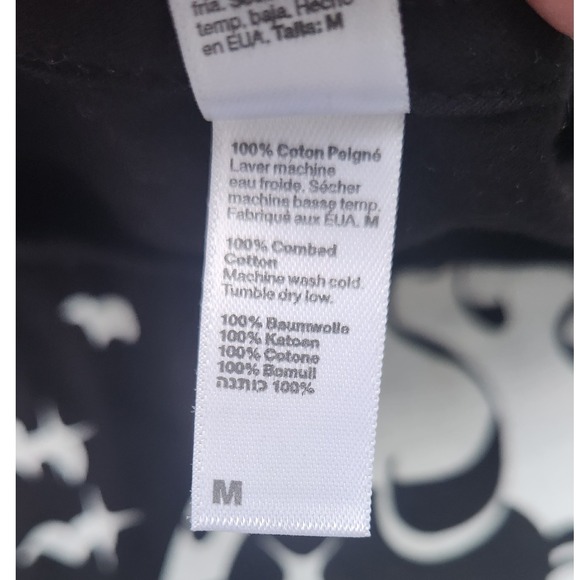 fría. Se
temp. baja. Hecho
en EUA. Talla: M
100% Coton Peigné
Laver machine
eau froide. Sécher
machine basse temp.
Fabriqué aux ÉUA. M
100% Combed
Cotton
Machine wash cold.
Tumble dry low.
100% Baumwolle
100% Katoen
100% Cotone
100% Bomull
100% כותנה
M